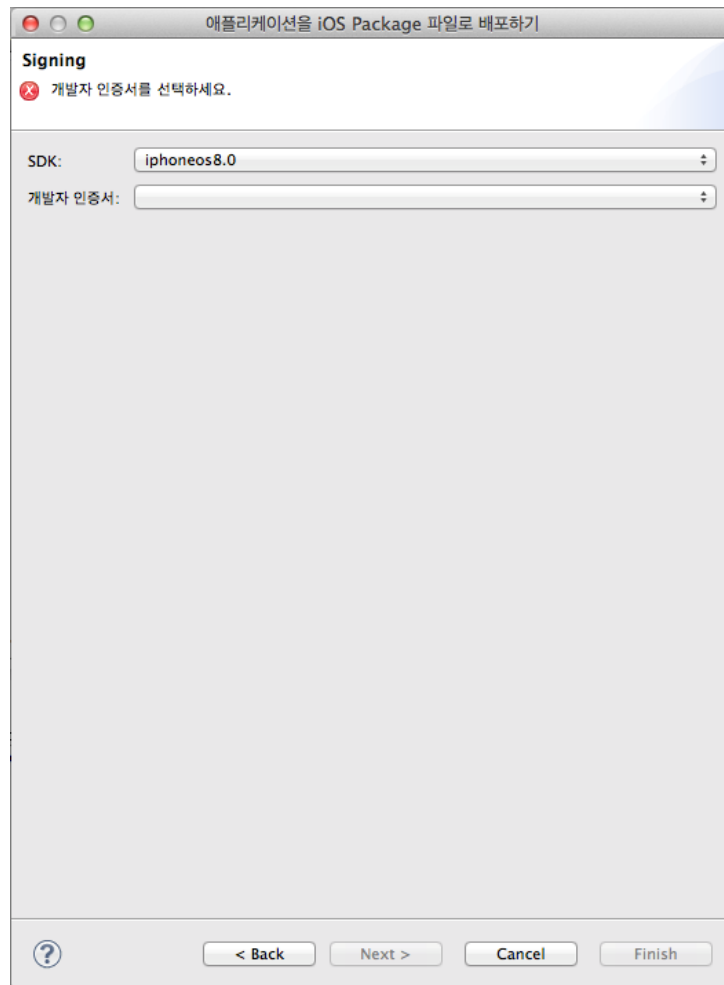 애플리케이션을 iOS Package 파일로 배포하기
Signing
개발자 인증서를 선택하세요.
SDK: iphoneos8.0
개발자 인증서:
? < Back Next > Cancel Finish